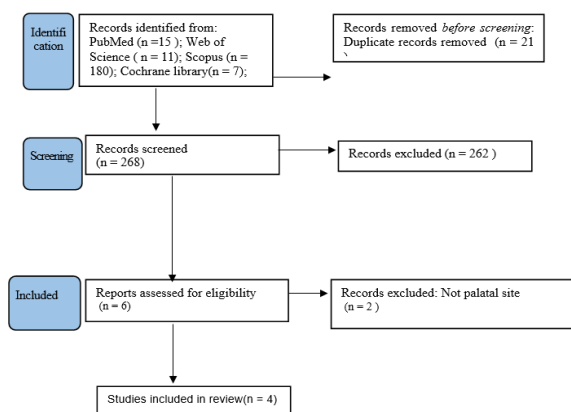 Identifi
cation
Records identified from:
PubMed (n =15 ); Web of
Science ( n = 11); Scopus (n =
180); Cochrane library(n = 7);
Records removed before screening:
Duplicate records removed (n = 21
Screening
Records screened
(n = 268)
Records excluded (n = 262 )
Included
Reports assessed for eligibility
(n = 6)
Records excluded: Not palatal site
(n = 2 )
Studies included in review(n = 4)